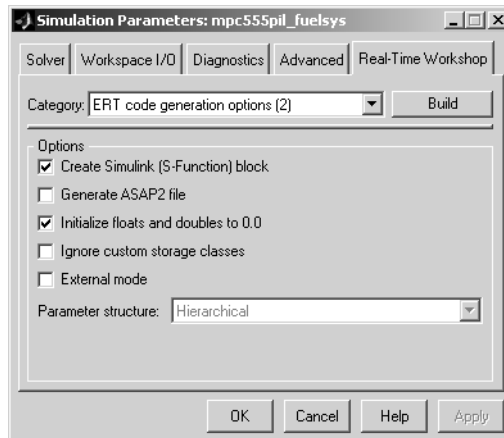 Simulation Parameters: mpc555pil_fuelsys
Solver Workspace I/O Diagnostics Advanced Real-Time Workshop
Category: ERT code generation options (2) Build
Options
Create Simulink (S-Function) block
Generate ASAP2 file
Initialize floats and doubles to 0.0
Ignore custom storage classes
External mode
Parameter structure: Hierarchical
OK Cancel Help Apply